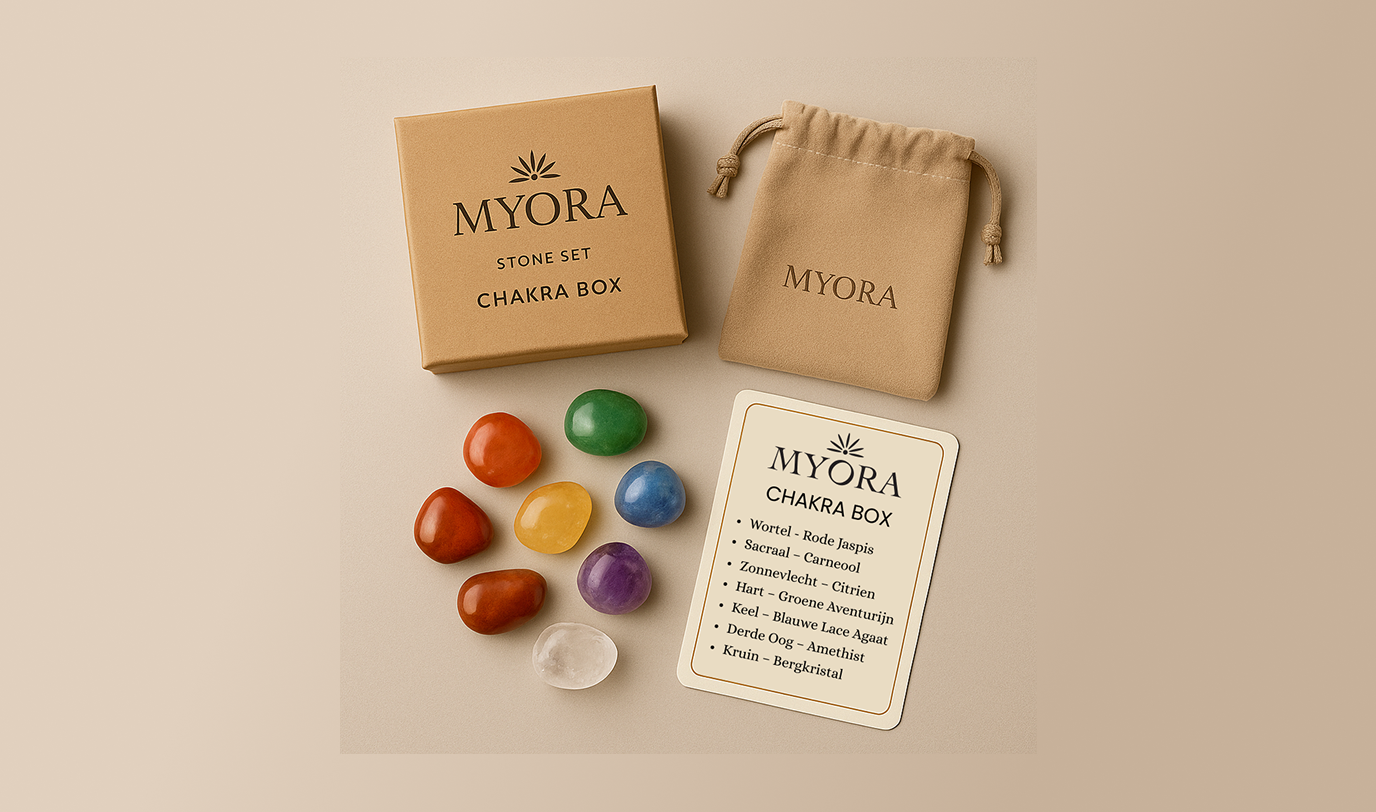 MYORA
STONE SET
CHAKRA BOX
MYORA
MYORA
CHAKRA BOX
• Wortel - Rode Jaspis
• Sacraal – Carneool
• Zonnevlecht – Citrien
• Hart – Groene Aventurijn
• Keel – Blauwe Lace Agaat
• Derde Oog – Amethist
• Kruin – Bergkristal